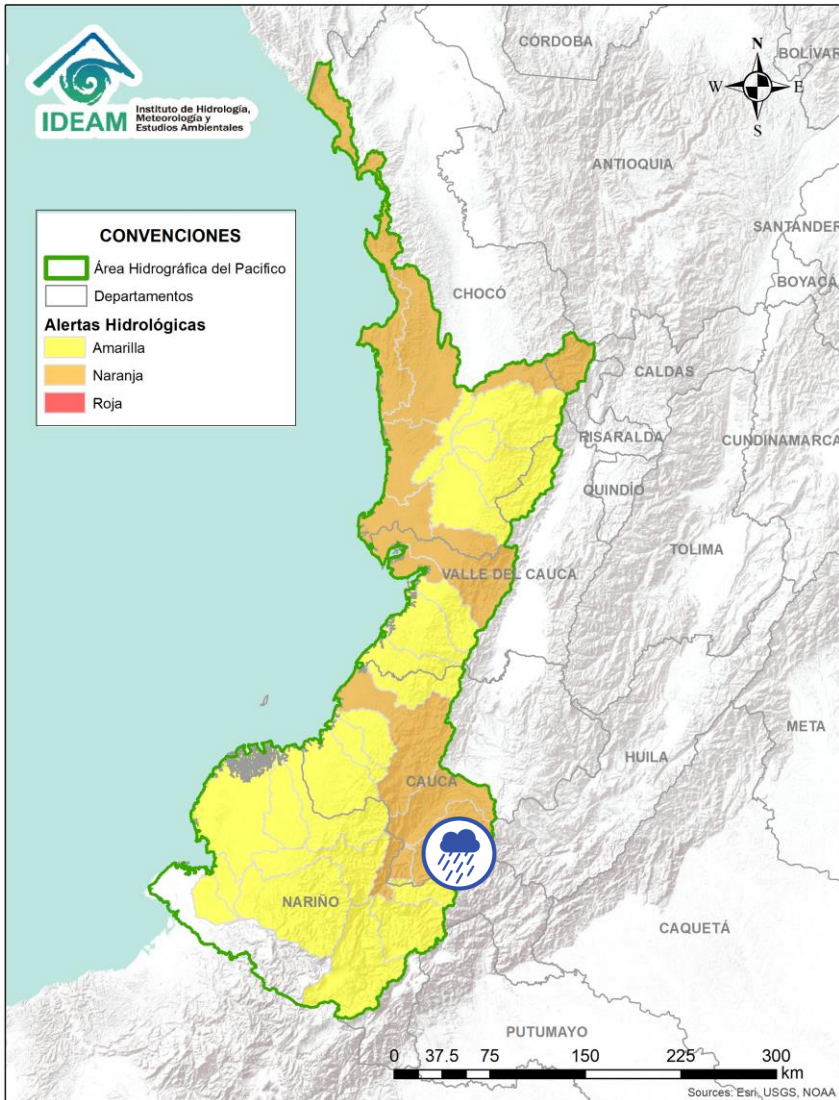 IDEAM
Instituto de Hidrología,
Meteorología y
Estudios Ambientales
N
W
E
S
CÓRDOBA
BOLÍVAR
ANTIOQUIA
SANTANDER
BOYACÁ
CONVENCIONES
Área Hidrográfica del Pacifico
Departamentos
Alertas Hidrológicas
Amarilla
Naranja
Roja
CHOCÓ
CALDAS
RISARALDA
CUNDINAMARCA
QUINDÍO
TOLIMA
VALLE DEL CAUCA
META
HUILA
CAUCA
NARIÑO
CAQUETÁ
PUTUMAYO
0 37.5 75 150 225 300
km
Sources: Esri, USGS, NOAA